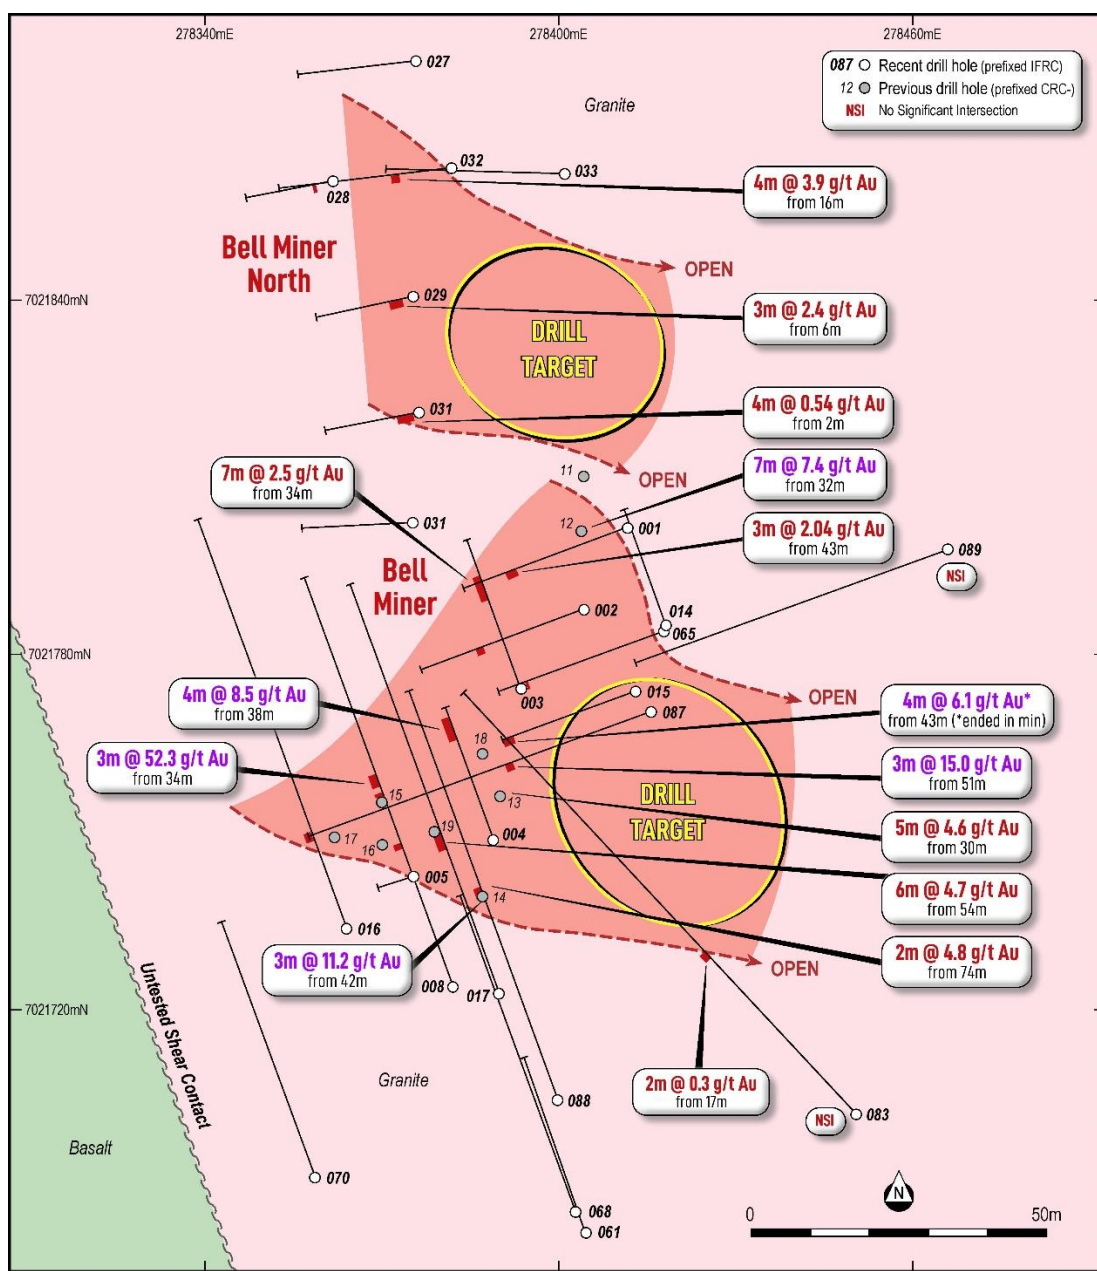 278340mE
278400mE
278460mE
027
087 Recent drill hole (prefixed IFRC)
12 Previous drill hole (prefixed CRC-)
NSI No Significant Intersection
Granite
032
033
028
4m @ 3.9 g/t Au
from 16m
Bell Miner
North
OPEN
7021840mN
029
3m @ 2.4 g/t Au
from 6m
DRILL
TARGET
031
4m @ 0.54 g/t Au
from 2m
OPEN
11
7m @ 2.5 g/t Au
from 34m
7m @ 7.4 g/t Au
from 32m
031
12
001
3m @ 2.04 g/t Au
from 43m
089
NSI
Bell
Miner
002
014
065
7021780mN
003
015
OPEN
4m @ 8.5 g/t Au
from 38m
087
4m @ 6.1 g/t Au*
from 43m (*ended in min)
18
3m @ 52.3 g/t Au
from 34m
3m @ 15.0 g/t Au
from 51m
15
13
DRILL
TARGET
17
16
19
004
5m @ 4.6 g/t Au
from 30m
005
14
6m @ 4.7 g/t Au
from 54m
016
3m @ 11.2 g/t Au
from 42m
2m @ 4.8 g/t Au
from 74m
OPEN
008
017
7021720mN
Untested Shear Contact
Granite
2m @ 0.3 g/t Au
from 17m
088
NSI
083
Basalt
070
068
061
N
0
50m